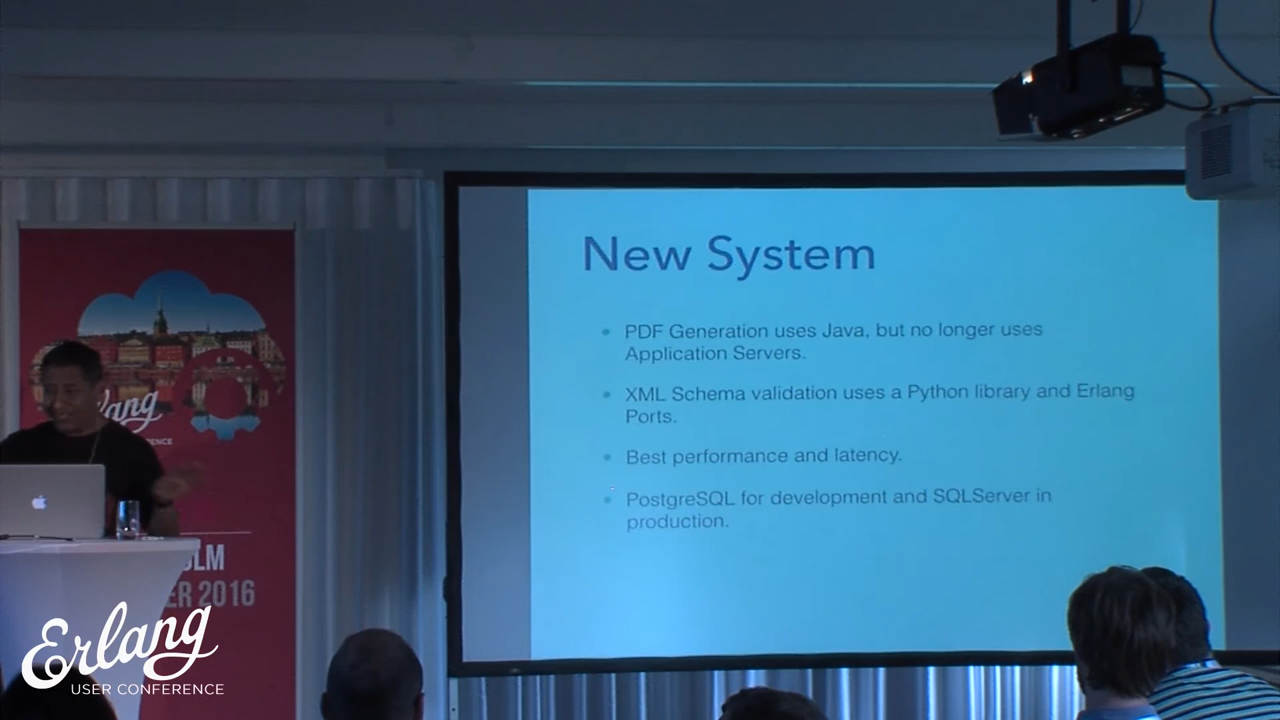 New System
PDF Generation uses Java, but no longer uses
Application Servers.
XML Schema validation uses a Python library and Erlang
Ports.
Best performance and latency.
PostgreSQL for development and SQLServer in
production.
2016
Erlang
USER CONFERENCE